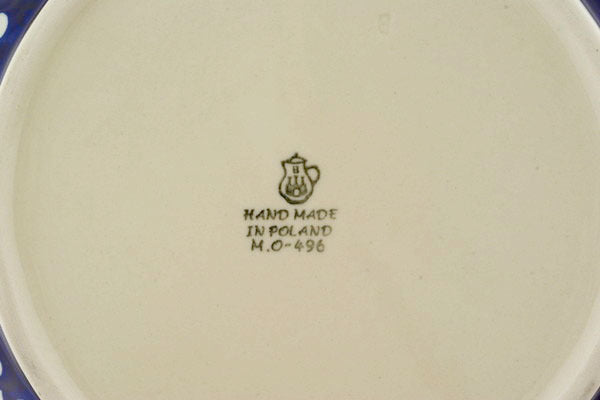 B
HAND MADE
IN POLAND
M.O-496